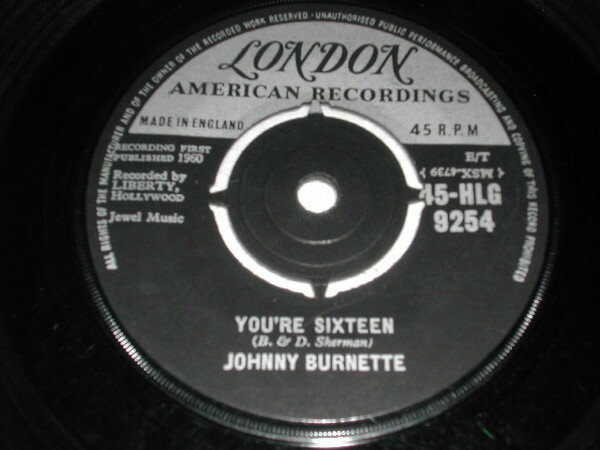 ALL RIGHTS OF THE MANUFACTURER AND OF THE OWNER OF THE RECORDED WORK RESERVED · UNAUTHORISED PUBLIC PERFORMANCE BROADCASTING AND COPYING OF THIS RECORD PROHIBITED
LONDON
AMERICAN RECORDINGS
MADE IN ENGLAND
45 R.P.M
RECORDING FIRST
PUBLISHED 1960
Recorded by
LIBERTY,
HOLLYWOOD
Jewel Music
E/T
(MSX.4739)
45-HLG
9254
YOU'RE SIXTEEN
(B. & D. Sherman)
JOHNNY BURNETTE